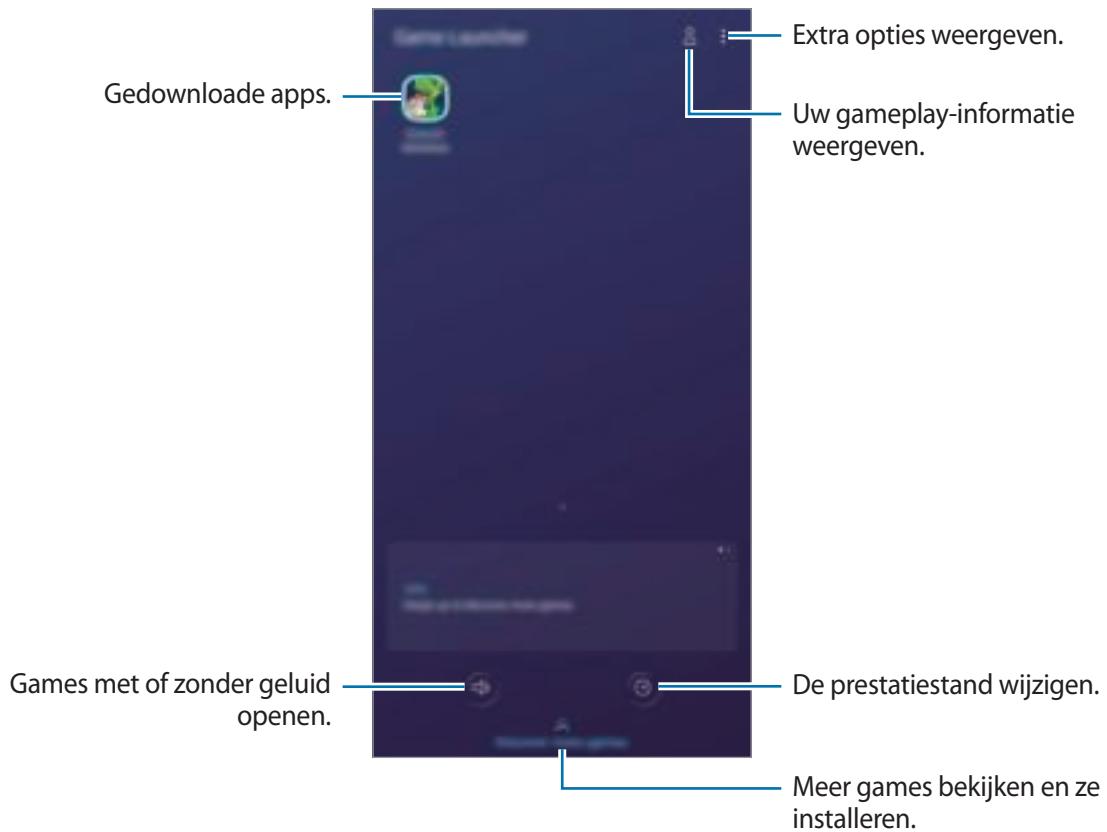 Game Launcher
Extra opties weergeven.
Gedownloade apps.
Uw gameplay-informatie
weergeven.
Games met of zonder geluid
openen.
De prestatiestand wijzigen.
Meer games bekijken en ze
installeren.